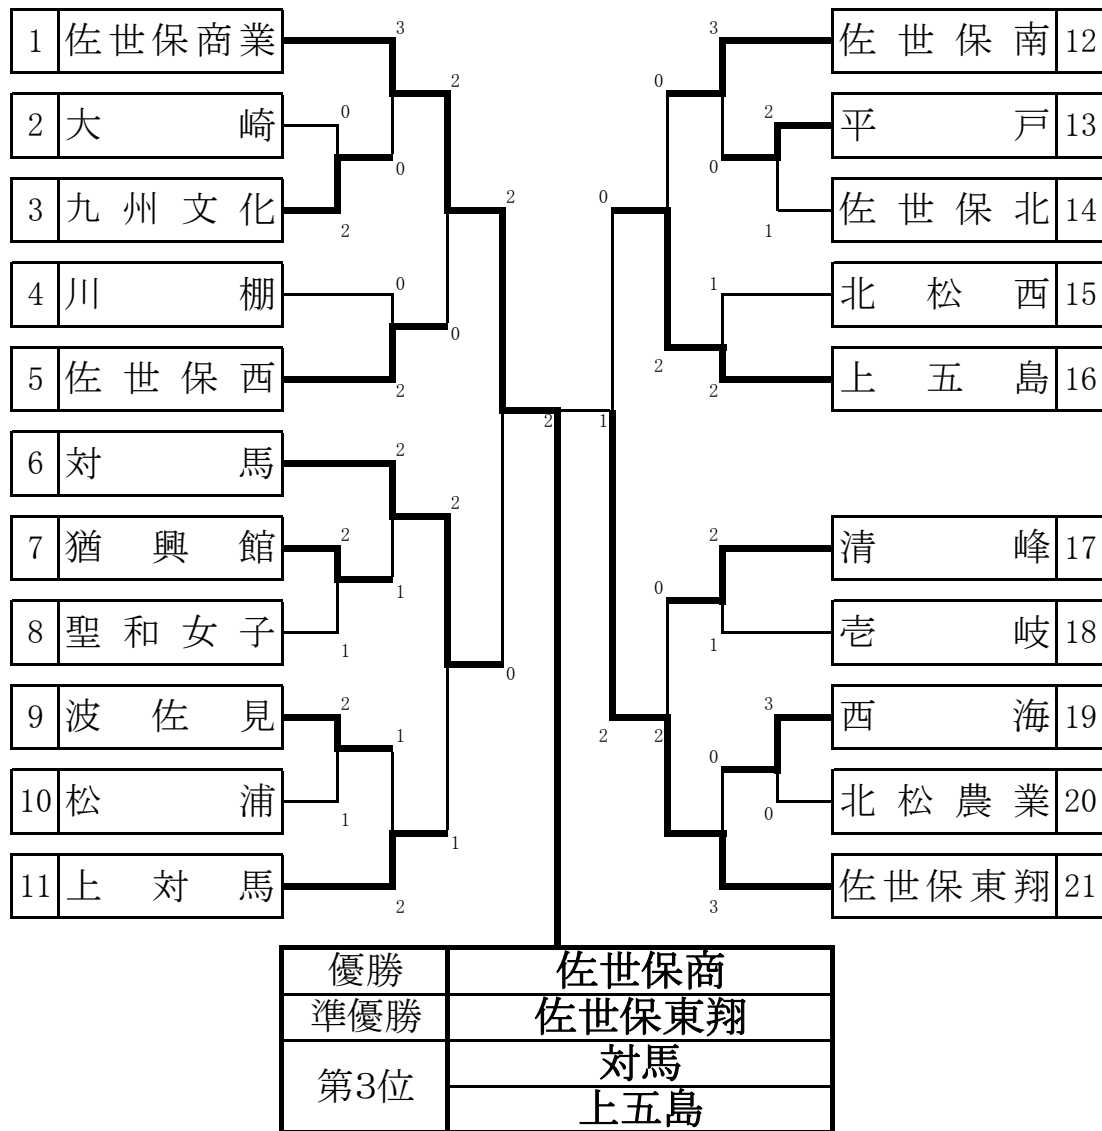 1 佐世保商業
2 大崎
3 九州文化
4 川棚
5 佐世保西
6 対馬
7 猶興館
8 聖和女子
9 波佐見
10 松浦
11 上対馬
3
0
2
0
2
0
2
0
2
2
1
2
1
2
1
2
0
2
0
2
1
1
2
0
2
1
0
2
2
0
2
0
3
0
2
1
1
2
2
1
0
3
0
3
佐世保南 12
平戸 13
佐世保北 14
北松西 15
上五島 16
清峰 17
壱岐 18
西海 19
北松農業 20
佐世保東翔 21
優勝 佐世保商
準優勝 佐世保東翔
第3位 対馬
上五島